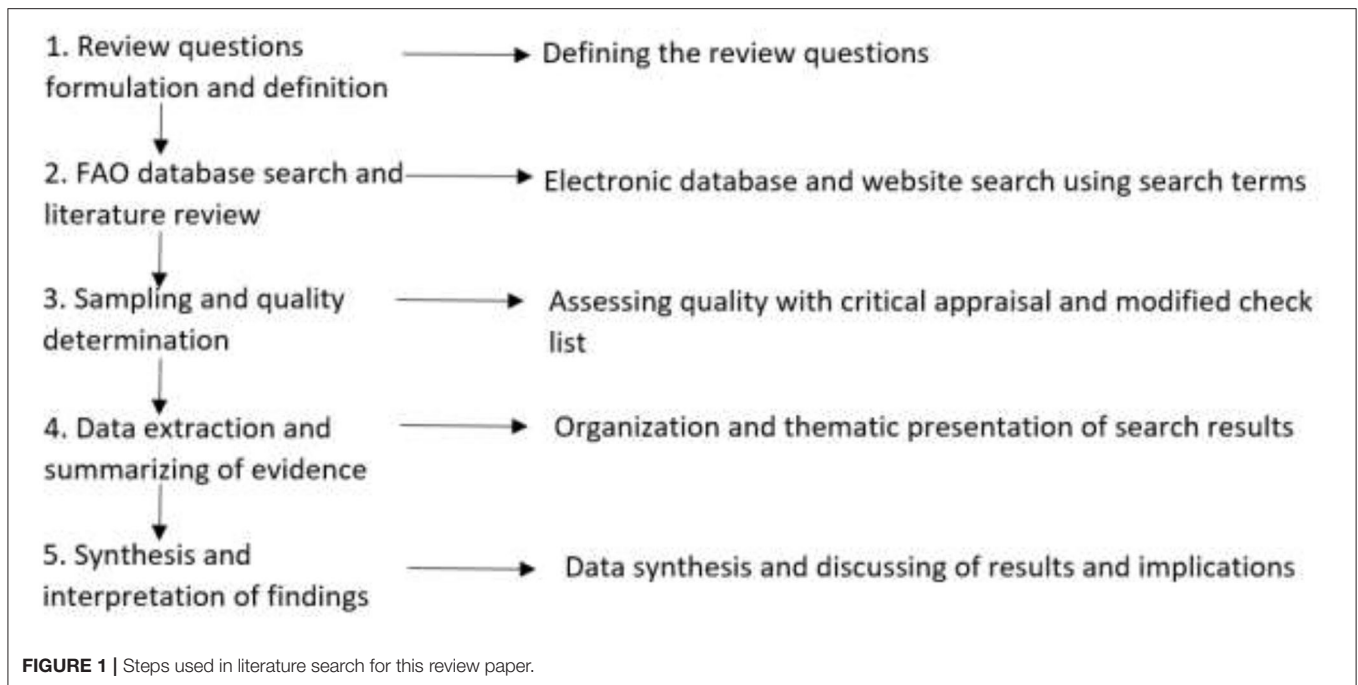 1. Review questions
formulation and definition
Defining the review questions
2. FAO database search and
literature review
Electronic database and website search using search terms
3. Sampling and quality
determination
Assessing quality with critical appraisal and modified check
list
4. Data extraction and
summarizing of evidence
Organization and thematic presentation of search results
5. Synthesis and
interpretation of findings
Data synthesis and discussing of results and implications
FIGURE 1 | Steps used in literature search for this review paper.